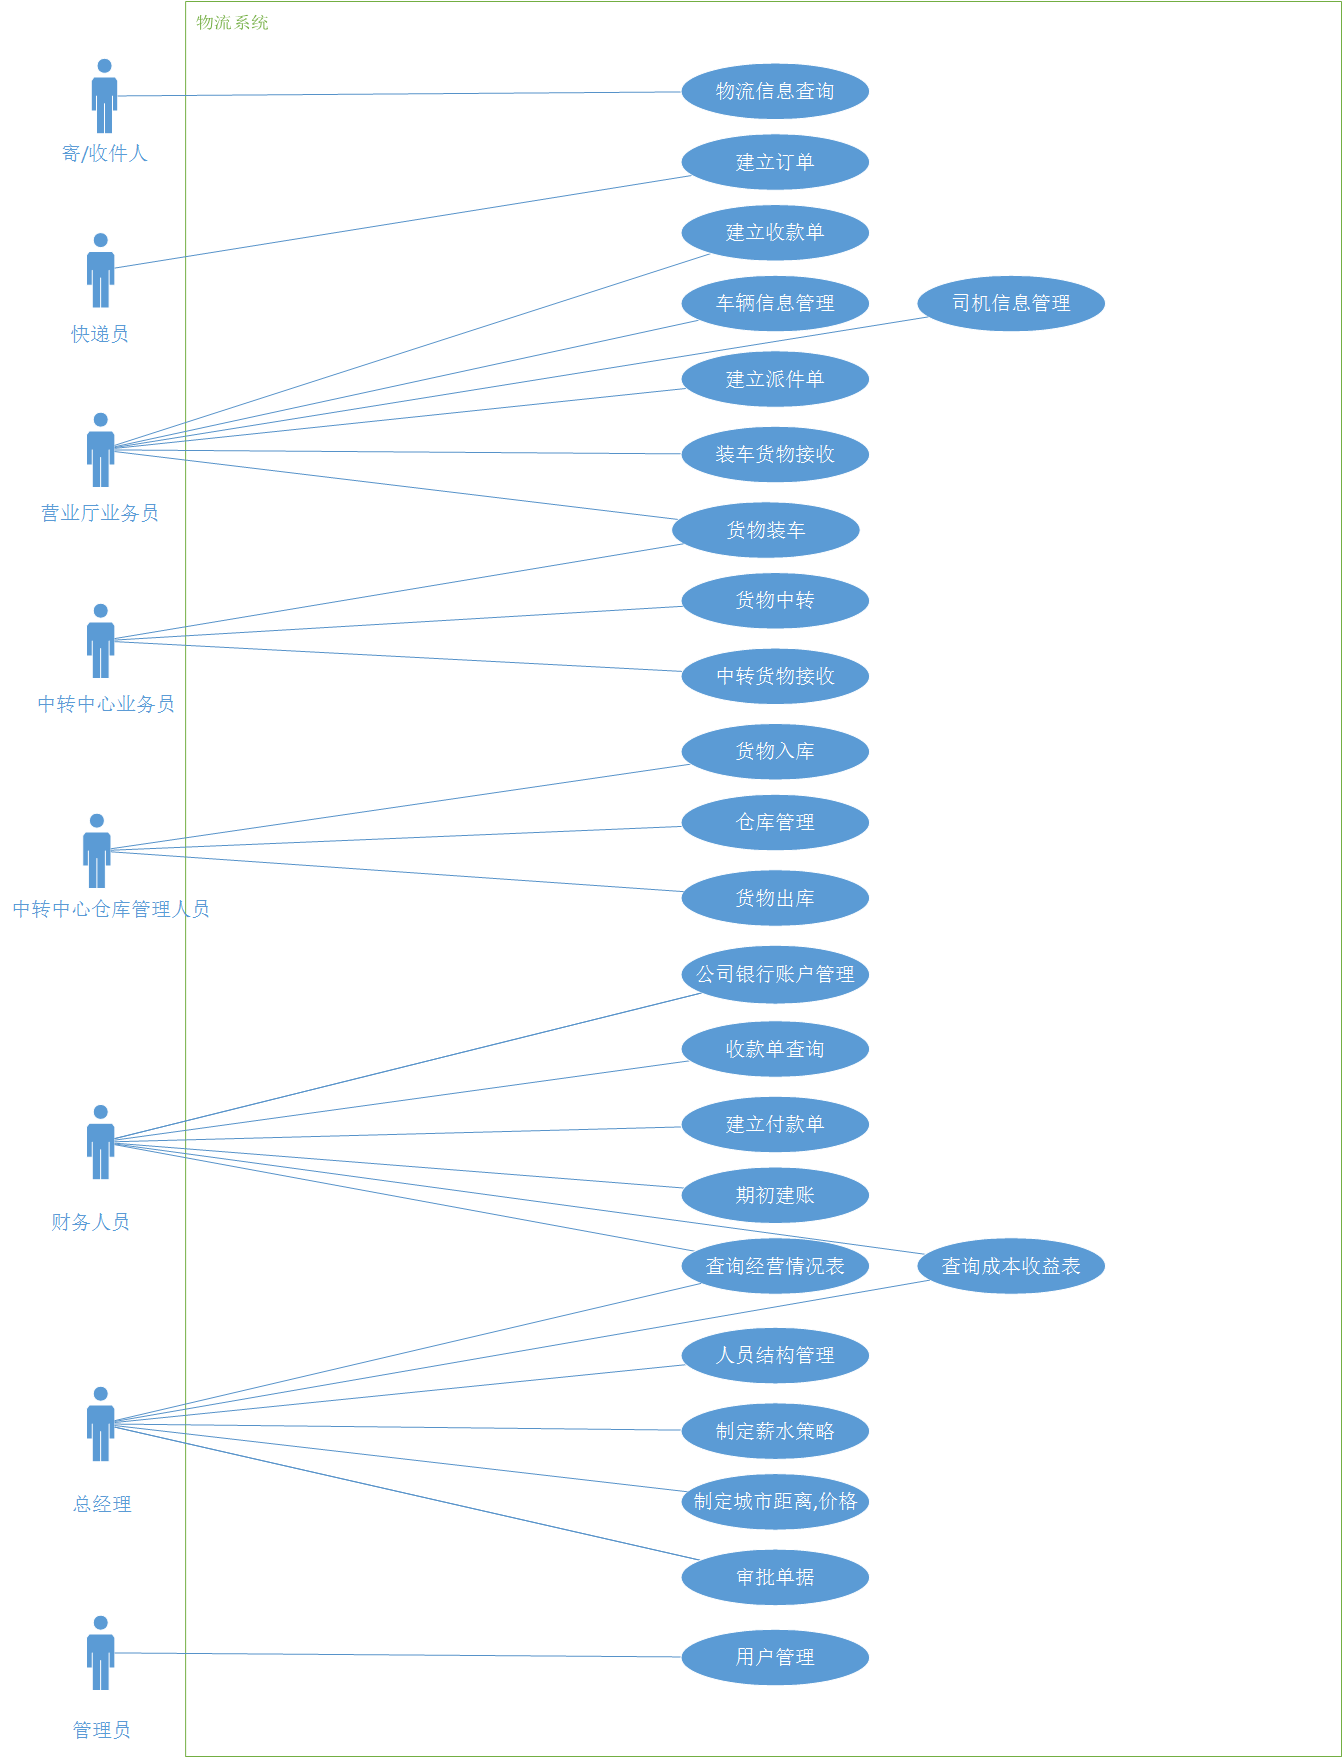 物流系统
物流信息查询
寄/收件人
建立订单
建立收款单
快递员
车辆信息管理
司机信息管理
建立派件单
装车货物接收
营业厅业务员
货物装车
货物中转
中转货物接收
中转中心业务员
货物入库
仓库管理
货物出库
中转中心仓库管理人员
公司银行账户管理
收款单查询
建立付款单
期初建账
财务人员
查询经营情况表
查询成本收益表
人员结构管理
制定薪水策略
制定城市距离,价格
总经理
审批单据
用户管理
管理员